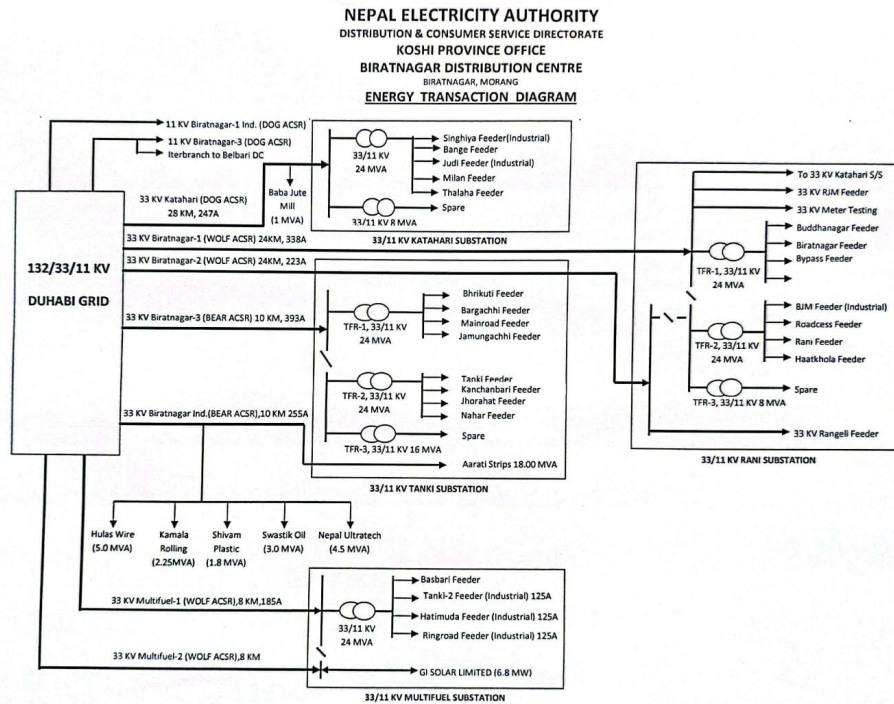 NEPAL ELECTRICITY AUTHORITY
DISTRIBUTION & CONSUMER SERVICE DIRECTORATE
KOSHI PROVINCE OFFICE
BIRATNAGAR DISTRIBUTION CENTRE
BIRATNAGAR, MORANG
ENERGY TRANSACTION DIAGRAM
132/33/11 KV
DUHABI GRID
11 KV Biratnagar-1 Ind. (DOG ACSR)
11 KV Biratnagar-3 (DOG ACSR)
Iterbranch to Belbari DC
33 KV Katahari (DOG ACSR)
28 KM, 247A
Baba Jute
Mill
(1 MVA)
33/11 KV
24 MVA
Singhiya Feeder(Industrial)
Bange Feeder
Judi Feeder (Industrial)
Milan Feeder
Thalaha Feeder
Spare
33/11 KV 8 MVA
33/11 KV KATAHARI SUBSTATION
33 KV Biratnagar-1 (WOLF ACSR) 24KM, 338A
33 KV Biratnagar-2 (WOLF ACSR) 24KM, 223A
To 33 KV Katahari S/S
33 KV RJM Feeder
33 KV Meter Testing
Buddhanagar Feeder
Biratnagar Feeder
Bypass Feeder
TFR-1, 33/11 KV
24 MVA
BJM Feeder (Industrial)
Roadcess Feeder
Rani Feeder
Haatkhola Feeder
TFR-2, 33/11 KV
24 MVA
Spare
TFR-3, 33/11 KV 8 MVA
33 KV Rangeli Feeder
33/11 KV RANI SUBSTATION
33 KV Biratnagar-3 (BEAR ACSR) 10 KM, 393A
TFR-1, 33/11 KV
24 MVA
Bhrikuti Feeder
Bargachhi Feeder
Mainroad Feeder
Jamungachhi Feeder
TFR-2, 33/11 KV
24 MVA
Tanki Feeder
Kanchanbari Feeder
Jhorahat Feeder
Nahar Feeder
Spare
TFR-3, 33/11 KV 16 MVA
33 KV Biratnagar Ind.(BEAR ACSR),10 KM 255A
Aarati Strips 18.00 MVA
33/11 KV TANKI SUBSTATION
Hulas Wire
(5.0 MVA)
Kamala
Rolling
(2.25MVA)
Shivam
Plastic
(1.8 MVA)
Swastik Oil
(3.0 MVA)
Nepal Ultratech
(4.5 MVA)
33 KV Multifuel-1 (WOLF ACSR),8 KM,185A
33/11 KV
24 MVA
Basbari Feeder
Tanki-2 Feeder (Industrial) 125A
Hatimuda Feeder (Industrial) 125A
Ringroad Feeder (Industrial) 125A
33 KV Multifuel-2 (WOLF ACSR),8 KM
GI SOLAR LIMITED (6.8 MW)
33/11 KV MULTIFUEL SUBSTATION